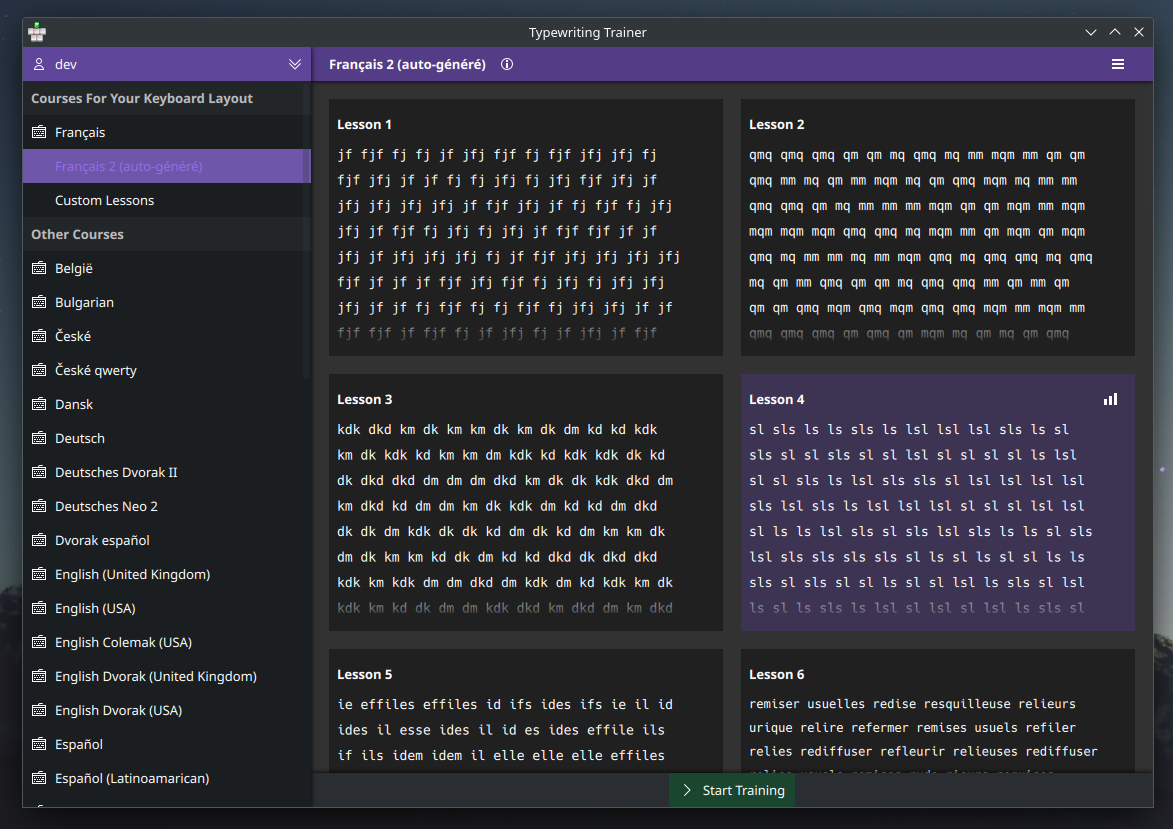 Typewriting Trainer
dev
Français 2 (auto-généré)
Courses For Your Keyboard Layout
Français
Français 2 (auto-généré)
Custom Lessons
Other Courses
België
Bulgarian
České
České qwerty
Dansk
Deutsch
Deutsches Dvorak II
Deutsches Neo 2
Dvorak español
English (United Kingdom)
English (USA)
English Colemak (USA)
English Dvorak (United Kingdom)
English Dvorak (USA)
Español
Español (Latinoamarican)
Lesson 1
jf fjf fj fj jf jfj fjf fj fjf jfj jfj fj
fjf jfj jf jf fj fj jfj fj jfj fjf jfj jf
jfj jfj jfj jfj jf fjf jfj jf fj fjf fj jfj
jfj jf fjf fj jfj fj jfj jf fjf fjf jf jf
jfj jf jfj jfj jfj fj jf fjf jfj jfj jfj jfj
fjf jf fj jf jfj fjf jfj fj jfj fj jfj
jfj jf jf fj fjf fj fj fjf fj jfj jfj jf jf
fjf fjf jf fjf fj jf jfj fj jf jfj jf fjf
Lesson 2
qmq qmq qmq qm qm mq qmq mq mm mqm mm qm qm
qmq mm mq qm mm mqm mq qm qmq mqm mq mm mm
qmq qmq qm mq mm mm mm mqm qm qm mqm mm mqm
mqm mqm mqm qmq qmq mq mqm mm qm mqm qm mqm
qmq mq mm mm mq mm mqm qmq mq qmq qmq mq qmq
mq qm mm qmq qm qm mq qmq qmq mm qm mm qm
qm qm qmq mqm qmq mqm qmq qmq mqm mm mqm mm
qmq qmq qmq qm qmq qm mqm mq qm mq qm qmq
Lesson 3
kdk dkd km dk km km dk km dk dm kd kd kdk
km dk kdk kd km km dm kdk kd kdk kdk dk kd
dk dkd dkd dm dm dm dkd km dk dk kdk dkd dm
km dkd kd dm dm km dk kdk dm kd kd dm dkd
dk dk dm kdk dk dk kd dm dk kd dm km km dk
dm dk km km kd dk dm kd kd dkd dk dkd dkd
kdk km kdk dm dm dkd dm kdk dm kd kdk km dk
kdk km kd dk dm dm kdk dkd km dkd dm km dkd
Lesson 4
sl sls ls ls sls ls lsl lsl lsl sls ls sl
sls sl sl sls sl sl lsl sl sl sl sl ls lsl
sl sl sls ls lsl sls sls sl lsl lsl lsl lsl
sls lsl sls ls lsl lsl lsl sl sl lsl lsl
sl ls ls lsl sls sl sls lsl sls ls sl sls
lsl sls sls sls sls sl ls sl ls sl sl ls ls
sls sl sls sl sl ls sl sl lsl ls sls sl lsl
ls sl ls sls ls lsl sl lsl sl lsl ls sls sl
Lesson 5
ie effiles effiles id ifs ides ifs ie il id
ides il esse ides il id es ides effile ils
if ils idem idem il elle elle elle effiles
Lesson 6
remiser usuelles redise resquilleuse relieurs
urique relire refermer remises usuels refiler
relies rediffuser refleurir relieuses rediffuser
Start Training